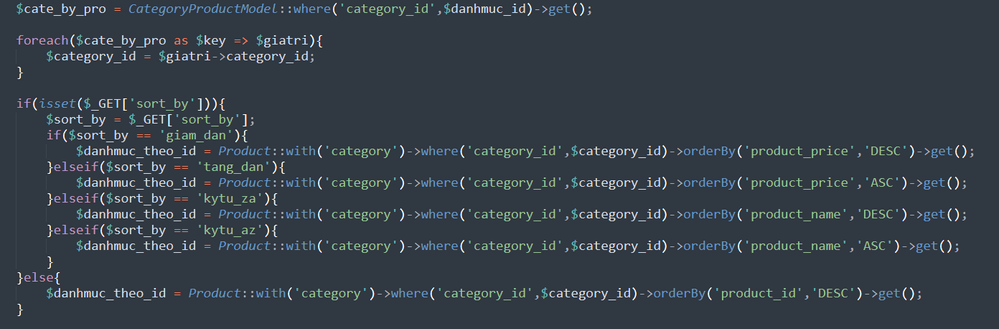 $cate_by_pro = CategoryProductModel::where('category_id',$danhmuc_id)->get();
foreach($cate_by_pro as $key => $giatri){
$category_id = $giatri->category_id;
}
if(isset($_GET['sort_by'])){
$sort_by = $_GET['sort_by'];
if($sort_by == 'giam_dan'){
$danhmuc_theo_id = Product::with('category')->where('category_id',$category_id)->orderBy('product_price','DESC')->get();
}elseif($sort_by == 'tang_dan'){
$danhmuc_theo_id = Product::with('category')->where('category_id',$category_id)->orderBy('product_price','ASC')->get();
}elseif($sort_by == 'kytu_za'){
$danhmuc_theo_id = Product::with('category')->where('category_id',$category_id)->orderBy('product_name','DESC')->get();
}elseif($sort_by == 'kytu_az'){
$danhmuc_theo_id = Product::with('category')->where('category_id',$category_id)->orderBy('product_name','ASC')->get();
}
}else{
$danhmuc_theo_id = Product::with('category')->where('category_id',$category_id)->orderBy('product_id','DESC')->get();
}